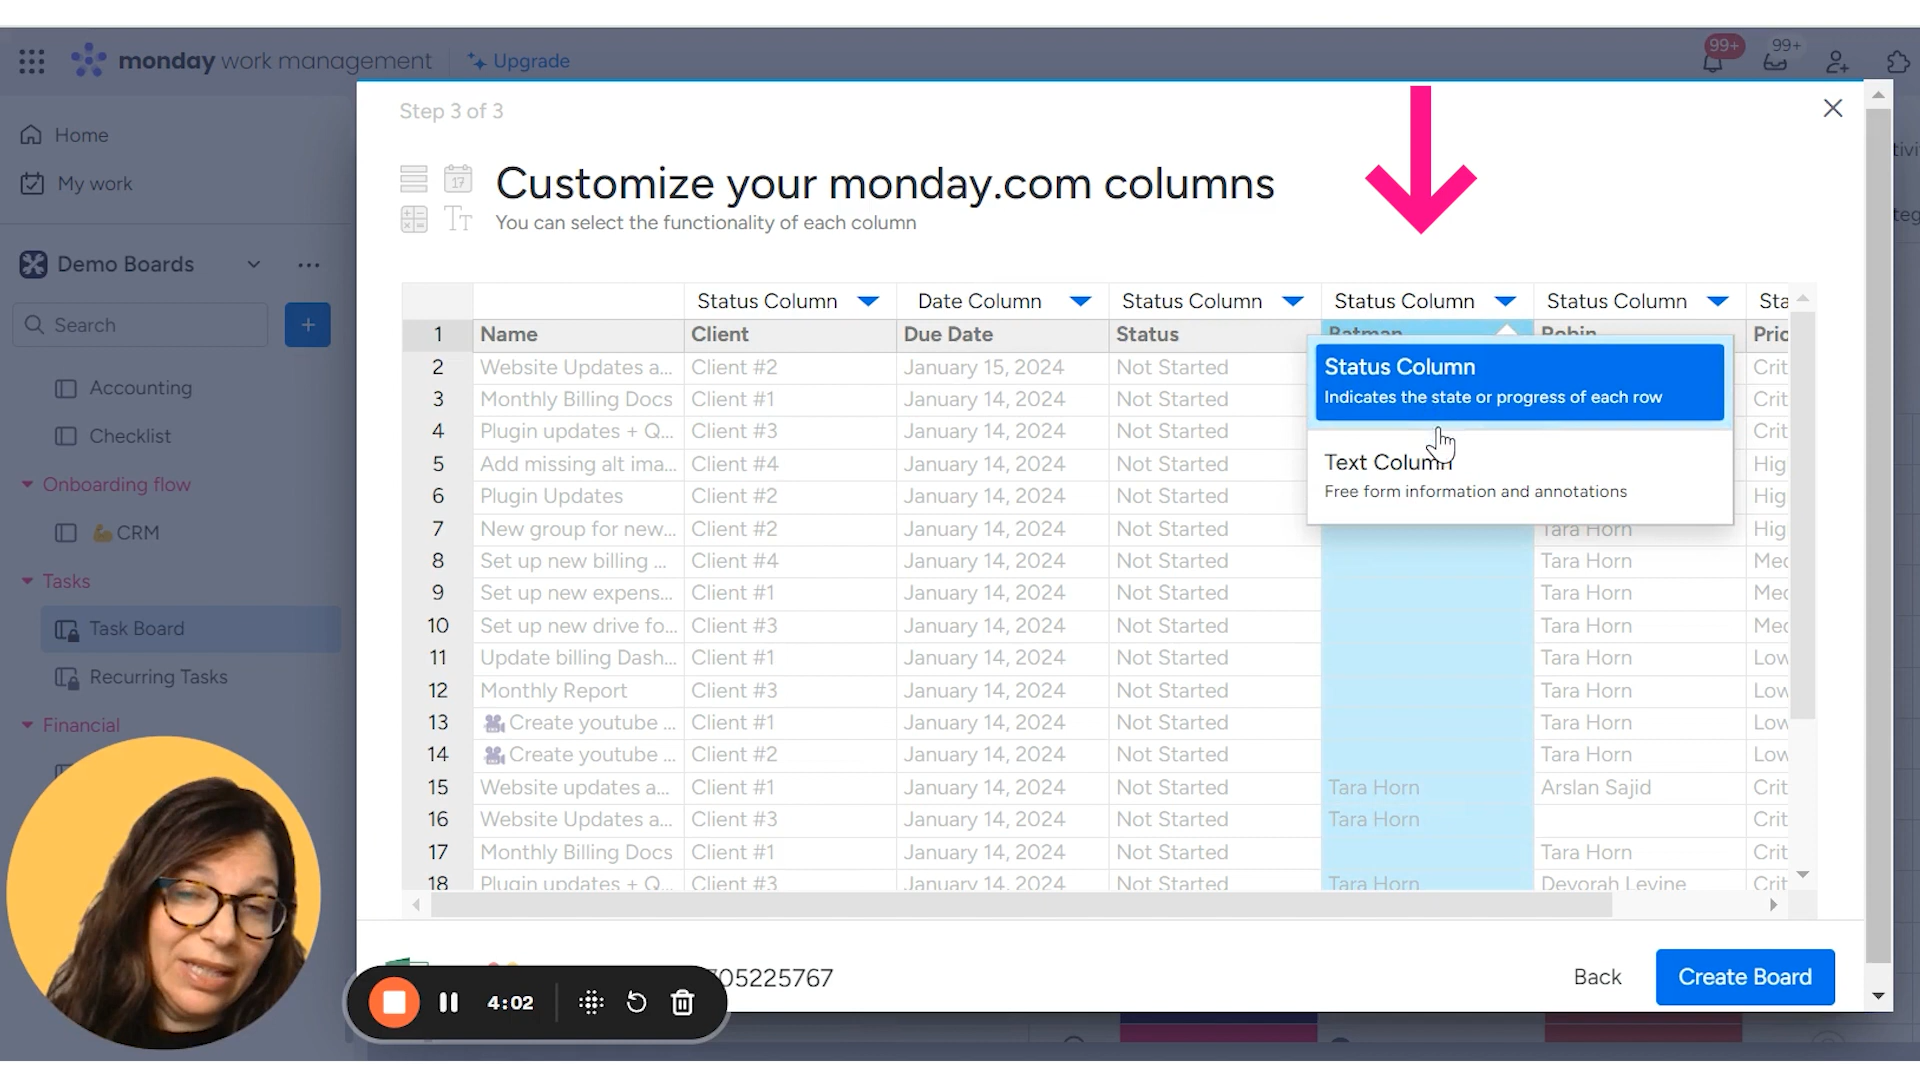 monday work management
Upgrade
99+
99+
Home
My work
Demo Boards
Search
Accounting
Checklist
Onboarding flow
CRM
Tasks
Task Board
Recurring Tasks
Financial
Step 3 of 3
17
Customize your monday.com columns
You can select the functionality of each column
Status Column Date Column Status Column Status Column Status Column Sta
1 Name Client Due Date Status Batman Robin Pric
2 Website Updates a... Client #2 January 15, 2024 Not Started Crit
3 Monthly Billing Docs Client #1 January 14, 2024 Not Started Crit
4 Plugin updates + Q... Client #3 January 14, 2024 Not Started Crit
5 Add missing alt ima... Client #4 January 14, 2024 Not Started Hig
6 Plugin Updates Client #2 January 14, 2024 Not Started Hig
7 New group for new... Client #2 January 14, 2024 Not Started Tara Horn Hig
8 Set up new billing ... Client #4 January 14, 2024 Not Started Tara Horn Med
9 Set up new expens... Client #1 January 14, 2024 Not Started Tara Horn Med
10 Set up new drive fo... Client #3 January 14, 2024 Not Started Tara Horn Med
11 Update billing Dash... Client #1 January 14, 2024 Not Started Tara Horn Low
12 Monthly Report Client #3 January 14, 2024 Not Started Tara Horn Low
13 Create youtube ... Client #1 January 14, 2024 Not Started Tara Horn Low
14 Create youtube ... Client #2 January 14, 2024 Not Started Tara Horn Low
15 Website updates a... Client #1 January 14, 2024 Not Started Tara Horn Arslan Sajid Crit
16 Website Updates a... Client #3 January 14, 2024 Not Started Tara Horn Crit
17 Monthly Billing Docs Client #1 January 14, 2024 Not Started Tara Horn Crit
18 Plugin updates + Q... Client #3 January 14, 2024 Not Started Tara Horn Devorah Levine Crit
Status Column
Indicates the state or progress of each row
Text Column
Free form information and annotations
705225767
Back
Create Board
4:02